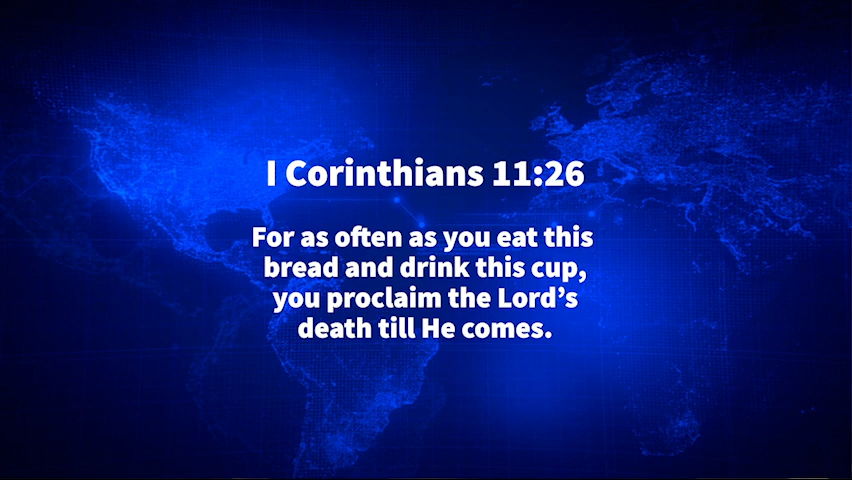 I Corinthians 11:26
For as often as you eat this
bread and drink this cup,
you proclaim the Lord’s
death till He comes.